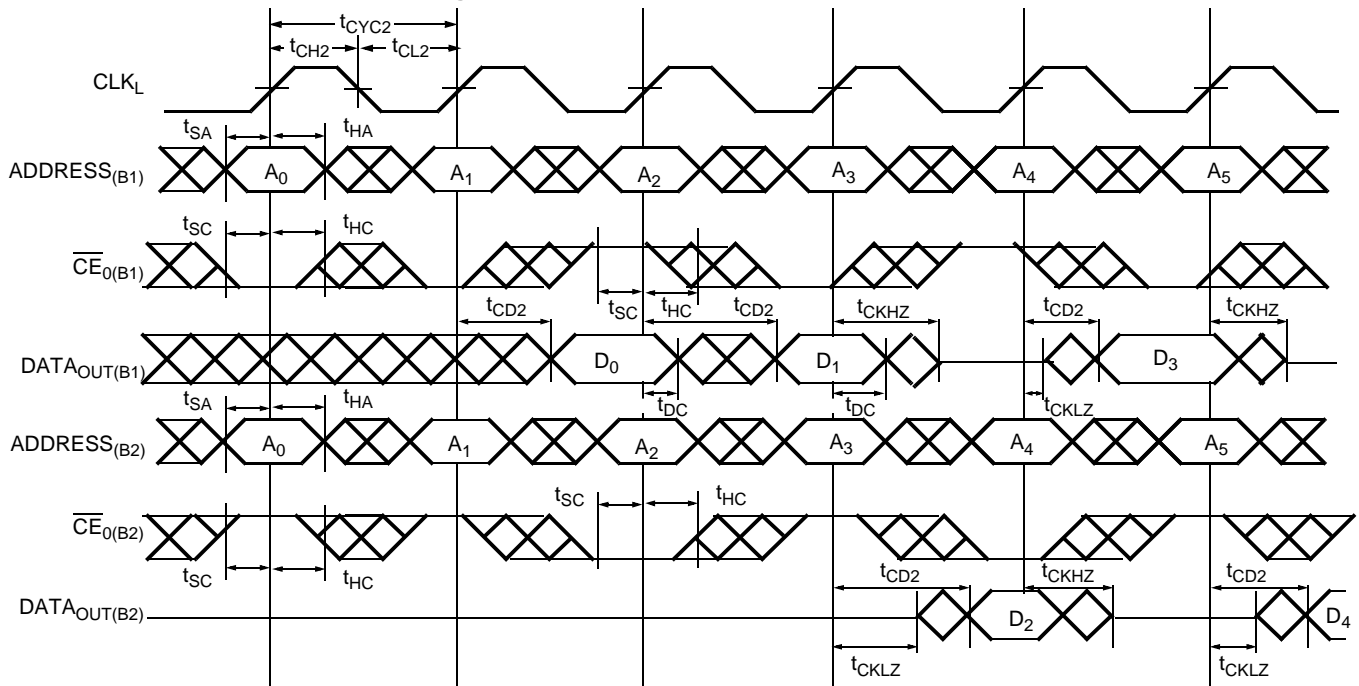 tCYC2
tCH2 tCL2
CLKL
tSA tHA
ADDRESS(B1) A0 A1 A2 A3 A4 A5
tSC tHC
CE0(B1)
tSC tHC
tCD2 tCD2 tCKHZ tCD2 tCKHZ
DATAOUT(B1) D0 D1 D3
tDC tDC tCKLZ
tSA tHA
ADDRESS(B2) A0 A1 A2 A3 A4 A5
tSC tHC
CE0(B2)
tSC tHC
tCD2 tCKHZ tCD2
DATAOUT(B2) D2 D4
tCKLZ tCKLZ